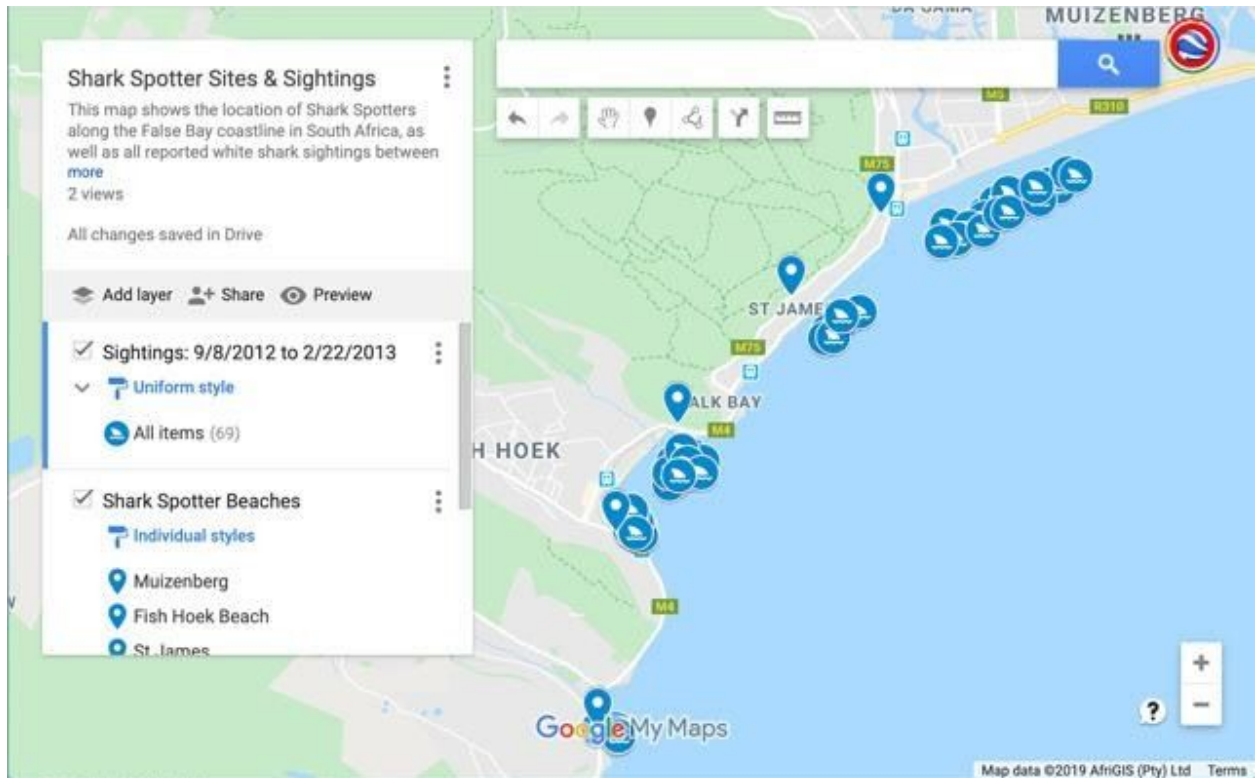 Shark Spotter Sites & Sightings
This map shows the location of Shark Spotters
along the False Bay coastline in South Africa, as
well as all reported white shark sightings between
more
2 views
All changes saved in Drive
Add layer Share Preview
Sightings: 9/8/2012 to 2/22/2013
Uniform style
All items (69)
Shark Spotter Beaches
Individual styles
Muizenberg
Fish Hoek Beach
St James
DA GAMA
MUIZENBERG
M5
R310
M75
ST JAME
M75
ALK BAY
M4
H HOEK
M4
Google My Maps
?
+
−
Map data ©2019 AfriGIS (Pty) Ltd Terms